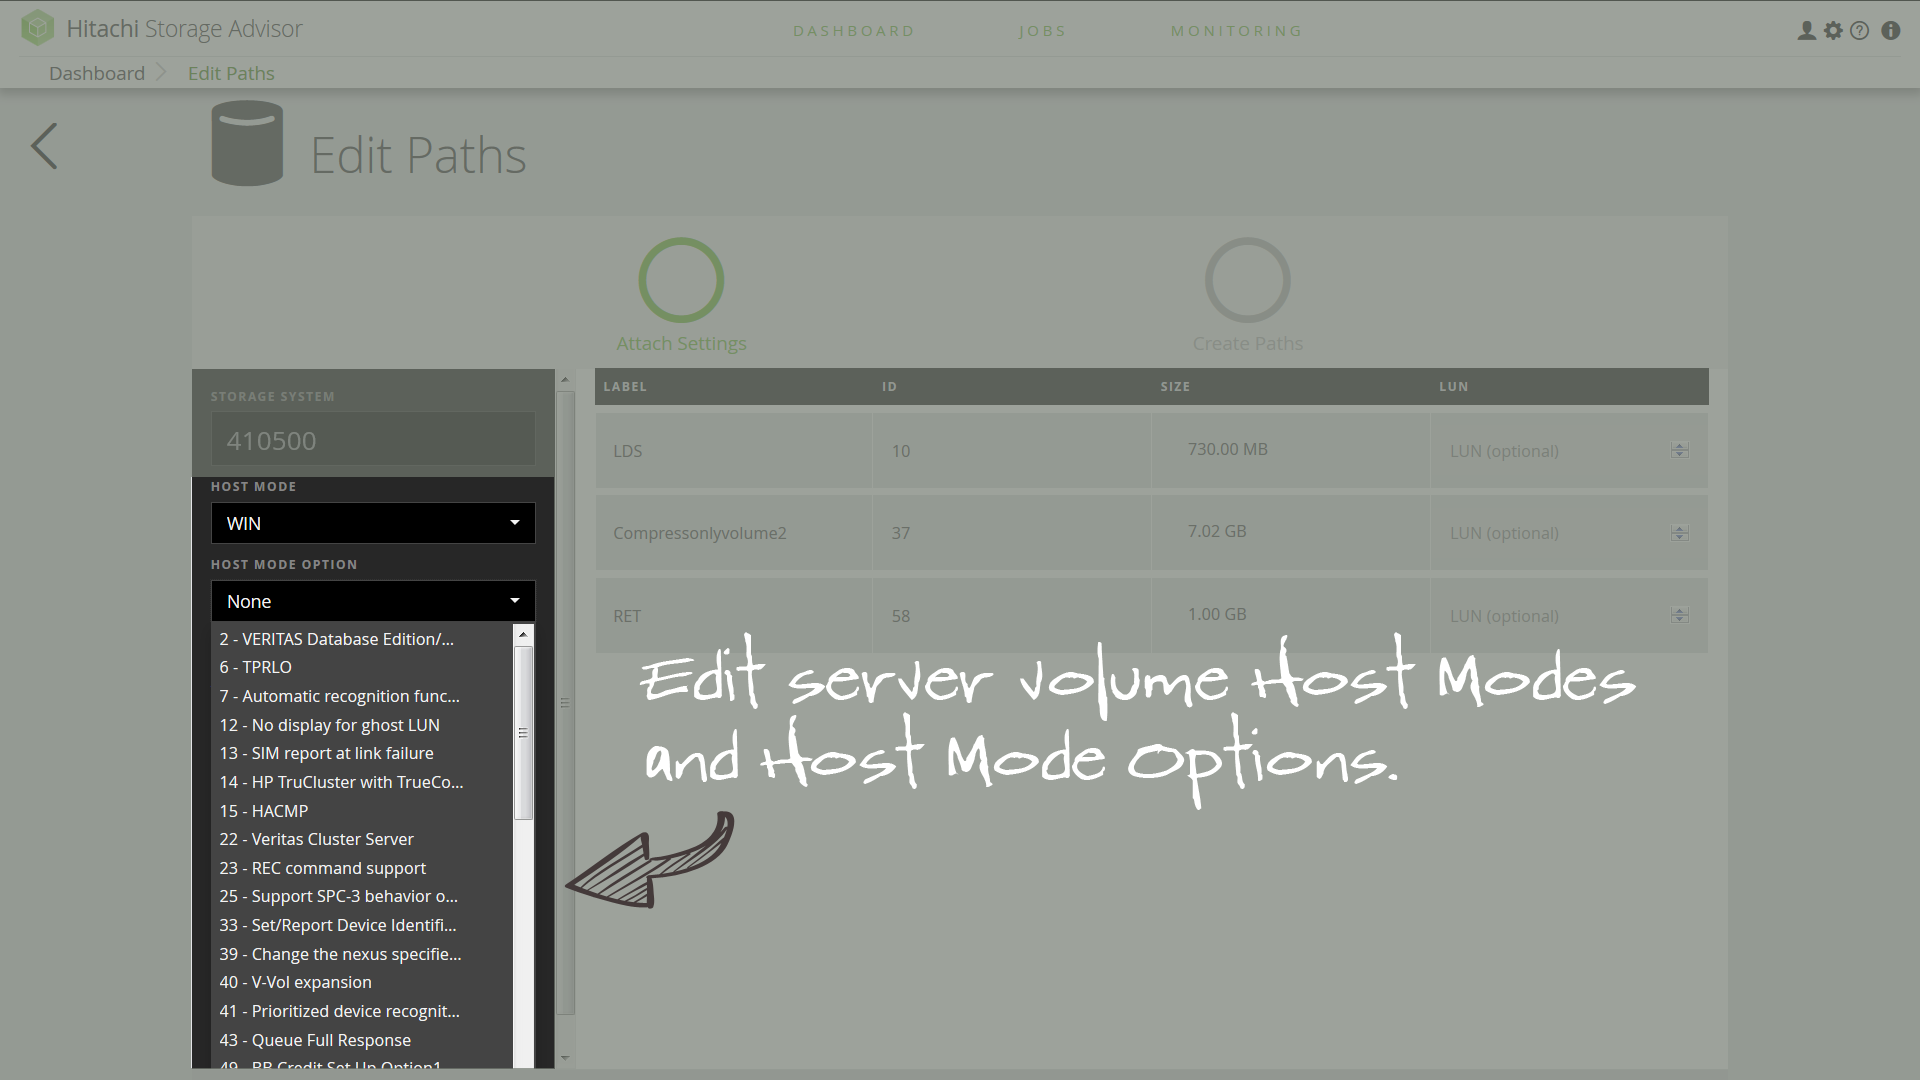 Hitachi Storage Advisor
DASHBOARD JOBS MONITORING
Dashboard Edit Paths
Edit Paths
Attach Settings Create Paths
STORAGE SYSTEM
410500
HOST MODE
WIN
HOST MODE OPTION
None
2 - VERITAS Database Edition/...
6 - TPRLO
7 - Automatic recognition func...
12 - No display for ghost LUN
13 - SIM report at link failure
14 - HP TruCluster with TrueCo...
15 - HACMP
22 - Veritas Cluster Server
23 - REC command support
25 - Support SPC-3 behavior o...
33 - Set/Report Device Identifi...
39 - Change the nexus specifie...
40 - V-Vol expansion
41 - Prioritized device recognit...
43 - Queue Full Response
49 - BB Credit Set Up Option1
LABEL ID SIZE LUN
LDS 10 730.00 MB LUN (optional)
Compressonlyvolume2 37 7.02 GB LUN (optional)
RET 58 1.00 GB LUN (optional)
Edit server volume Host Modes
and Host Mode Options.